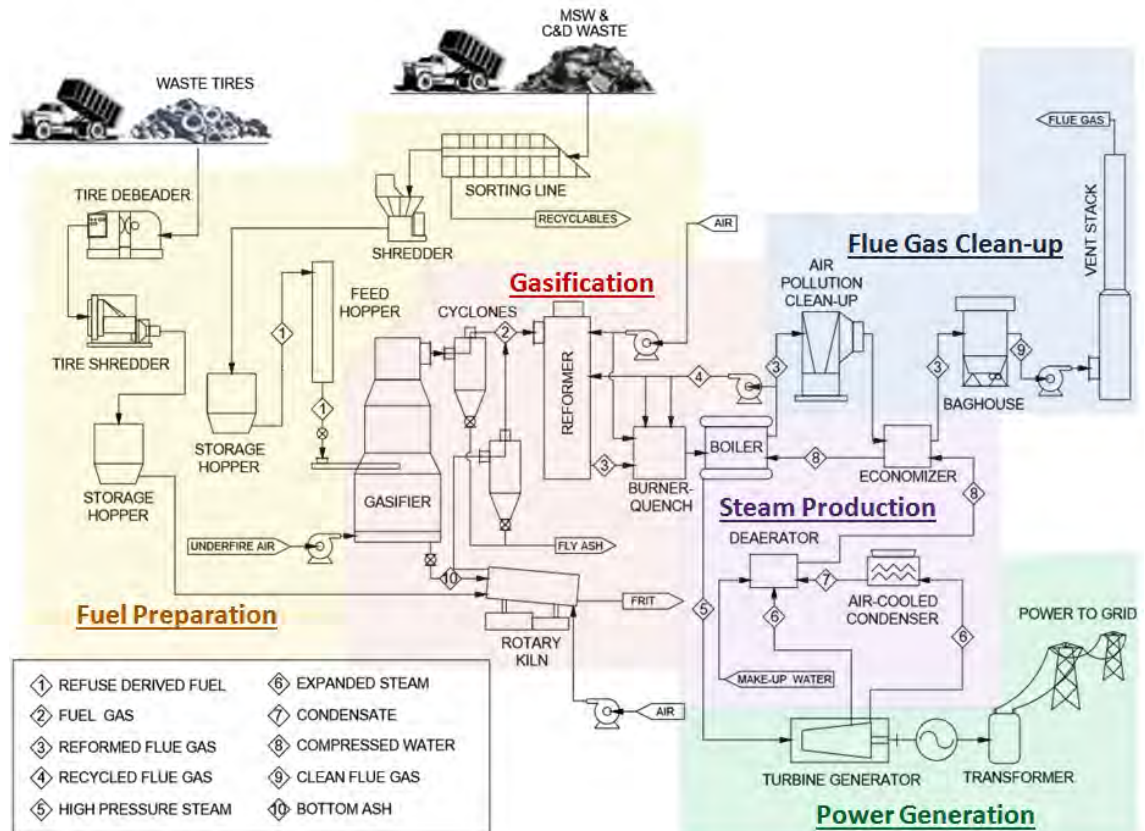 MSW &
C&D WASTE
WASTE TIRES
FLUE GAS
TIRE DEBEADER
SORTING LINE
RECYCLABLES
AIR
SHREDDER
VENT STACK
Flue Gas Clean-up
AIR
POLLUTION
CLEAN-UP
Gasification
FEED
HOPPER
CYCLONES
1
2
TIRE SHREDDER
REFORMER
4
3
3
9
BAGHOUSE
1
STORAGE
HOPPER
BOILER
8
ECONOMIZER
3
BURNER-
QUENCH
STORAGE
HOPPER
GASIFIER
8
Steam Production
DEAERATOR
UNDERFIRE AIR
FLY ASH
10
7
AIR-COOLED
CONDENSER
FRIT
5
6
6
POWER TO GRID
Fuel Preparation
ROTARY
KILN
MAKE-UP WATER
AIR
TURBINE GENERATOR
TRANSFORMER
Power Generation
1 REFUSE DERIVED FUEL
2 FUEL GAS
3 REFORMED FLUE GAS
4 RECYCLED FLUE GAS
5 HIGH PRESSURE STEAM
6 EXPANDED STEAM
7 CONDENSATE
8 COMPRESSED WATER
9 CLEAN FLUE GAS
10 BOTTOM ASH